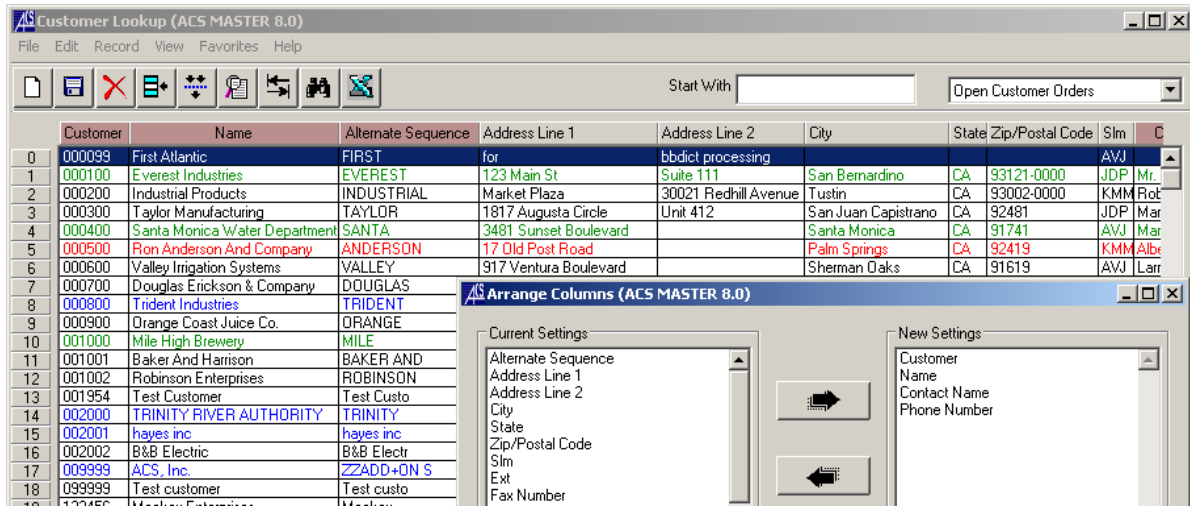 ACS Customer Lookup (ACS MASTER 8.0)
File Edit Record View Favorites Help
Start With Open Customer Orders
Customer Name Alternate Sequence Address Line 1 Address Line 2 City State Zip/Postal Code Slm C
0 000099 First Atlantic FIRST for bbdict processing AVJ
1 000100 Everest Industries EVEREST 123 Main St Suite 111 San Bernardino CA 93121-0000 JDP Mr.
2 000200 Industrial Products INDUSTRIAL Market Plaza 30021 Redhill Avenue Tustin CA 93002-0000 KMM Rob
3 000300 Taylor Manufacturing TAYLOR 1817 Augusta Circle Unit 412 San Juan Capistrano CA 92481 JDP Mar
4 000400 Santa Monica Water Department SANTA 3481 Sunset Boulevard Santa Monica CA 91741 AVJ Mar
5 000500 Ron Anderson And Company ANDERSON 17 Old Post Road Palm Springs CA 92419 KMM Albe
6 000600 Valley Irrigation Systems VALLEY 917 Ventura Boulevard Sherman Oaks CA 91619 AVJ Larr
7 000700 Douglas Erickson & Company DOUGLAS
8 000800 Trident Industries TRIDENT
9 000900 Orange Coast Juice Co. ORANGE
10 001000 Mile High Brewery MILE
11 001001 Baker And Harrison BAKER AND
12 001002 Robinson Enterprises ROBINSON
13 001954 Test Customer Test Custo
14 002000 TRINITY RIVER AUTHORITY TRINITY
15 002001 hayes inc hayes inc
16 002002 B&B Electric B&B Electr
17 009999 ACS, Inc. ZZADD+ON S
18 099999 Test customer Test custo
ACS Arrange Columns (ACS MASTER 8.0)
Current Settings
Alternate Sequence
Address Line 1
Address Line 2
City
State
Zip/Postal Code
Slm
Ext
Fax Number
New Settings
Customer
Name
Contact Name
Phone Number